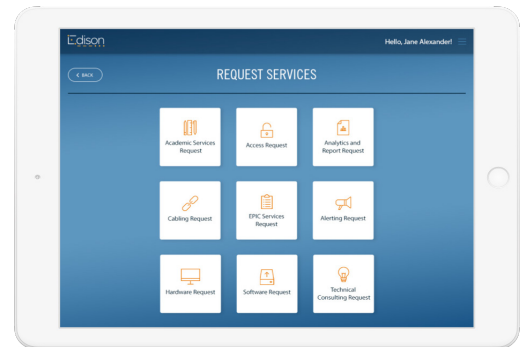 Edison
Hello, Jane Alexander!
< BACK
REQUEST SERVICES
Academic Services
Request
Access Request
Analytics and
Report Request
Cabling Request
EPIC Services
Request
Alerting Request
Hardware Request
Software Request
Technical
Consulting Request